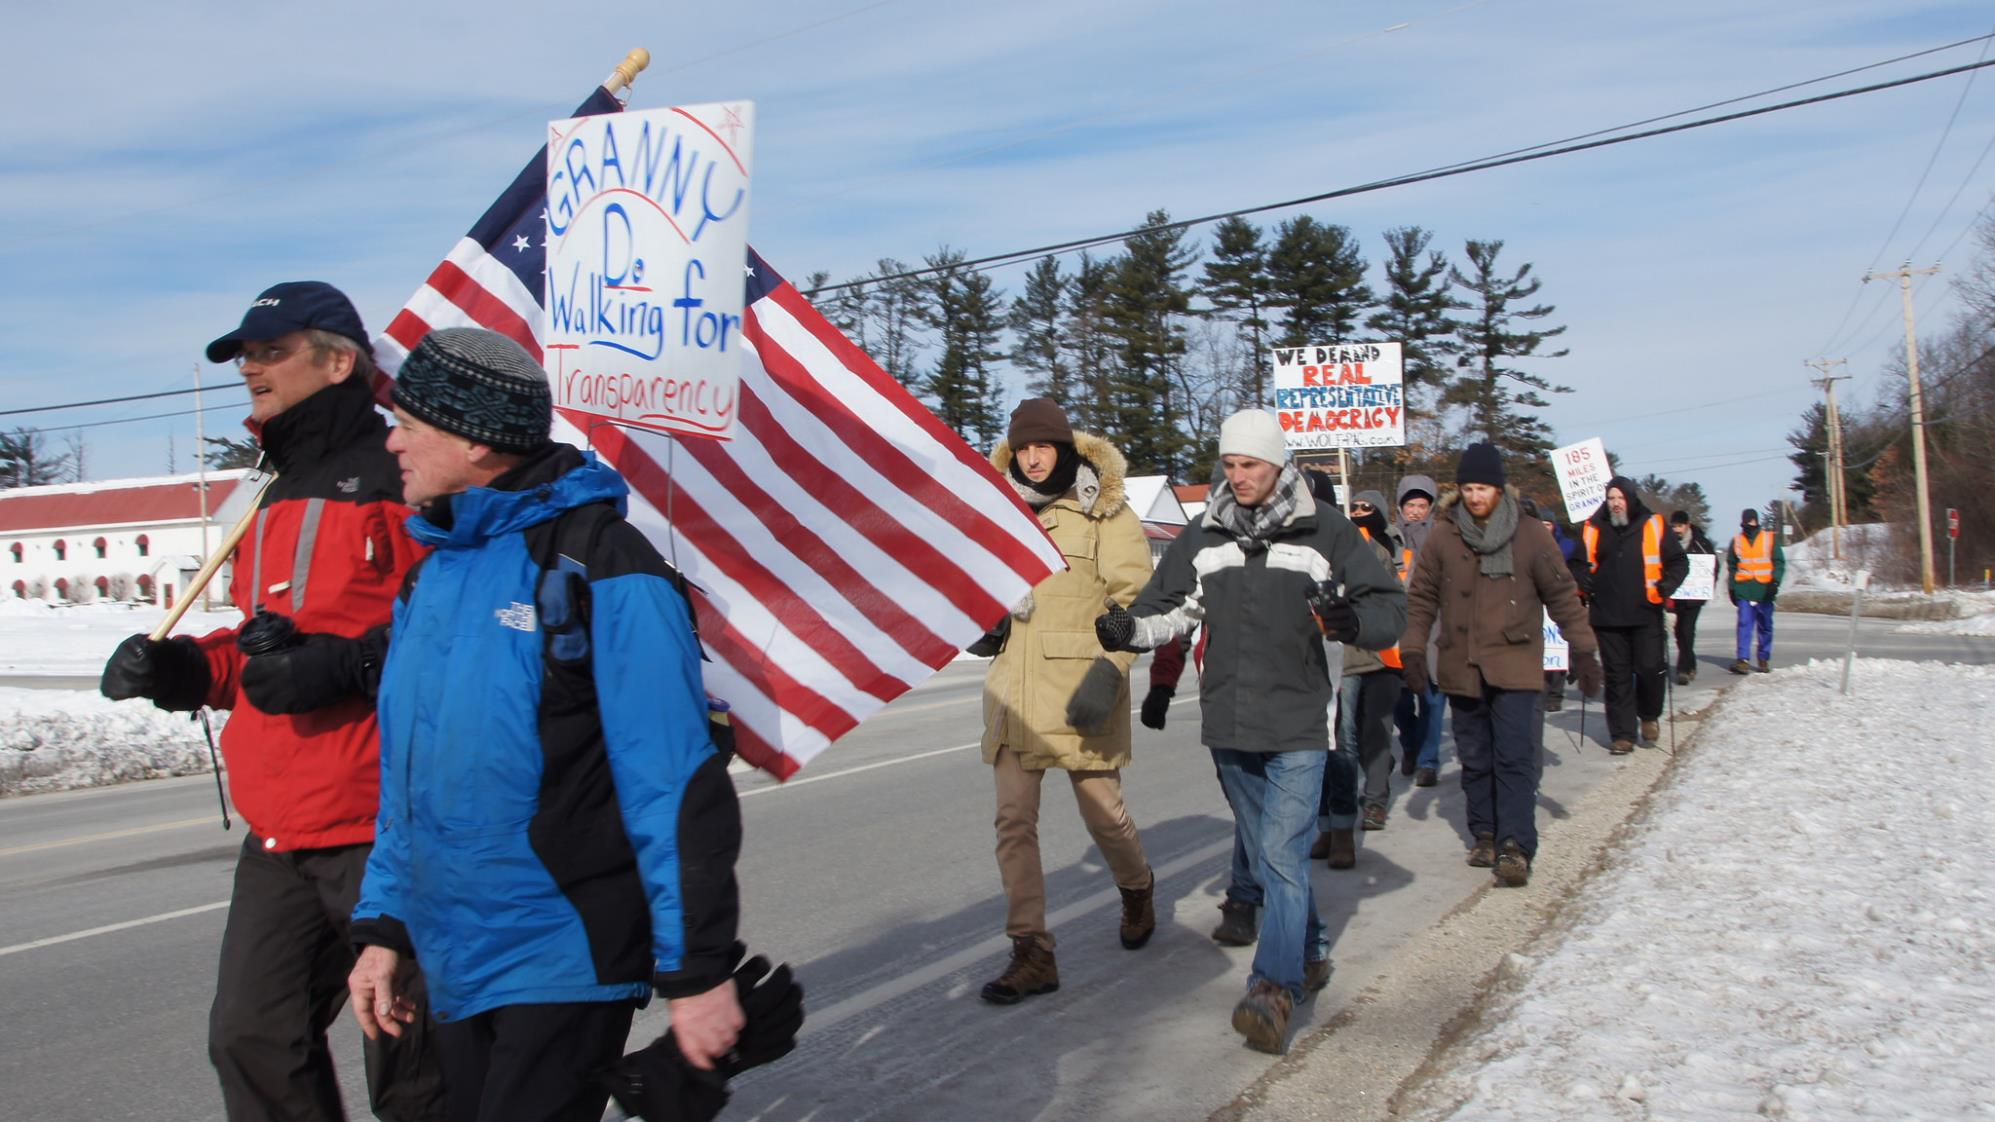 GRANNY
D.
Walking for
Transparency
WE DEMAND
REAL
REPRESENTATIVE
DEMOCRACY
www.WOLF-PAC.com
185
MILES
IN THE
SPIRIT OF
GRANNY
THE
NORTH
FACE
ACH